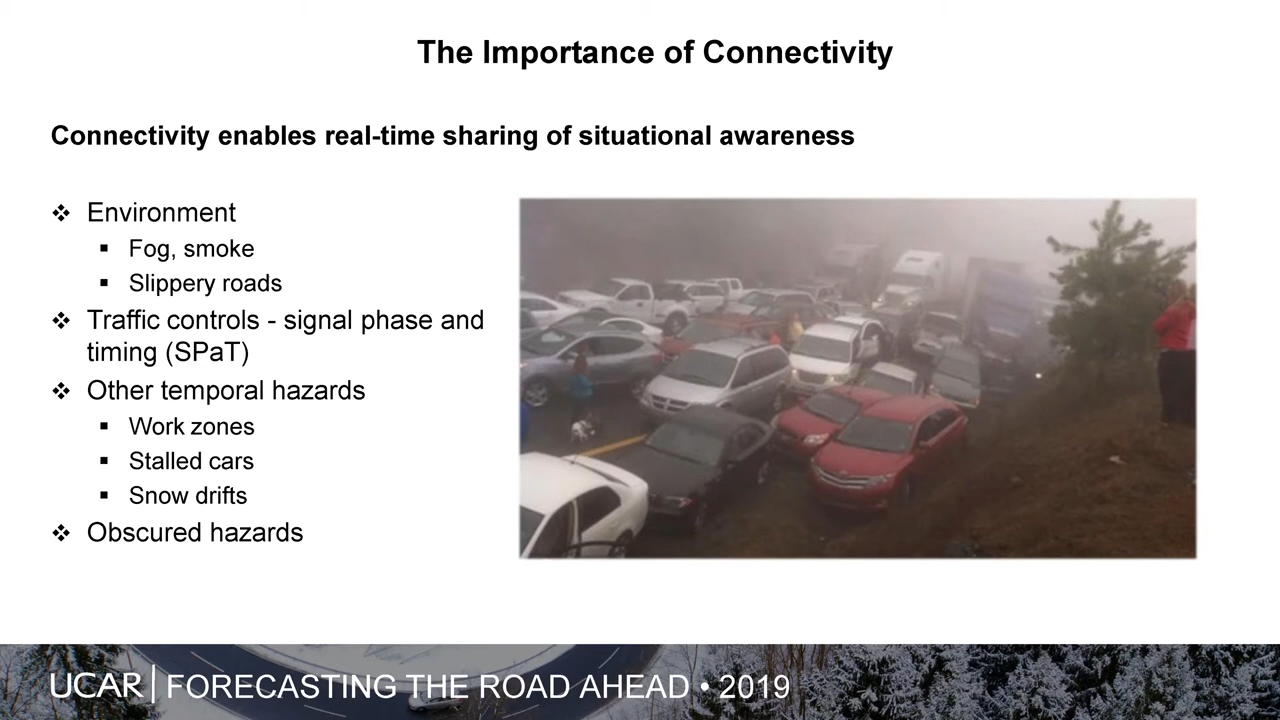 The Importance of Connectivity
Connectivity enables real-time sharing of situational awareness
❖ Environment
▪ Fog, smoke
▪ Slippery roads
❖ Traffic controls - signal phase and
timing (SPaT)
❖ Other temporal hazards
▪ Work zones
▪ Stalled cars
▪ Snow drifts
❖ Obscured hazards
UCAR | FORECASTING THE ROAD AHEAD • 2019